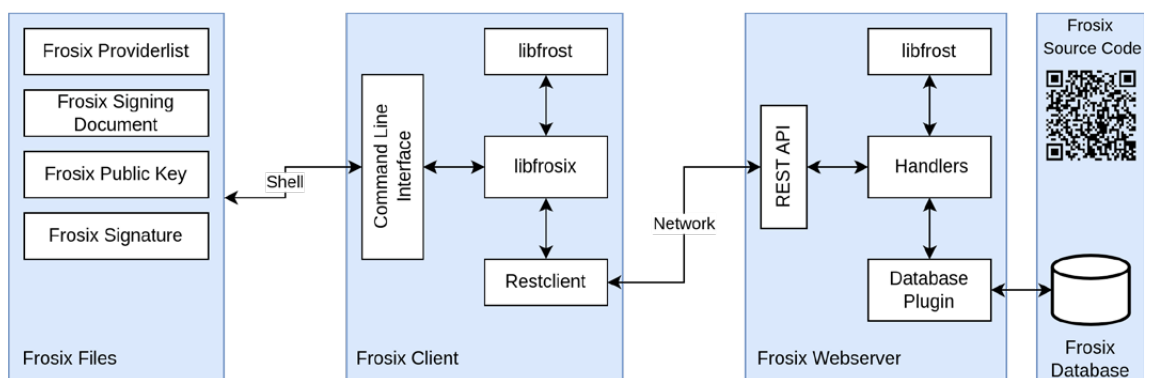 Frosix Providerlist
Frosix Signing
Document
Frosix Public Key
Frosix Signature
Frosix Files
Shell
Command Line
Interface
libfrost
libfrosix
Restclient
Frosix Client
Network
REST API
libfrost
Handlers
Database
Plugin
Frosix Webserver
Frosix
Source Code
Frosix
Database